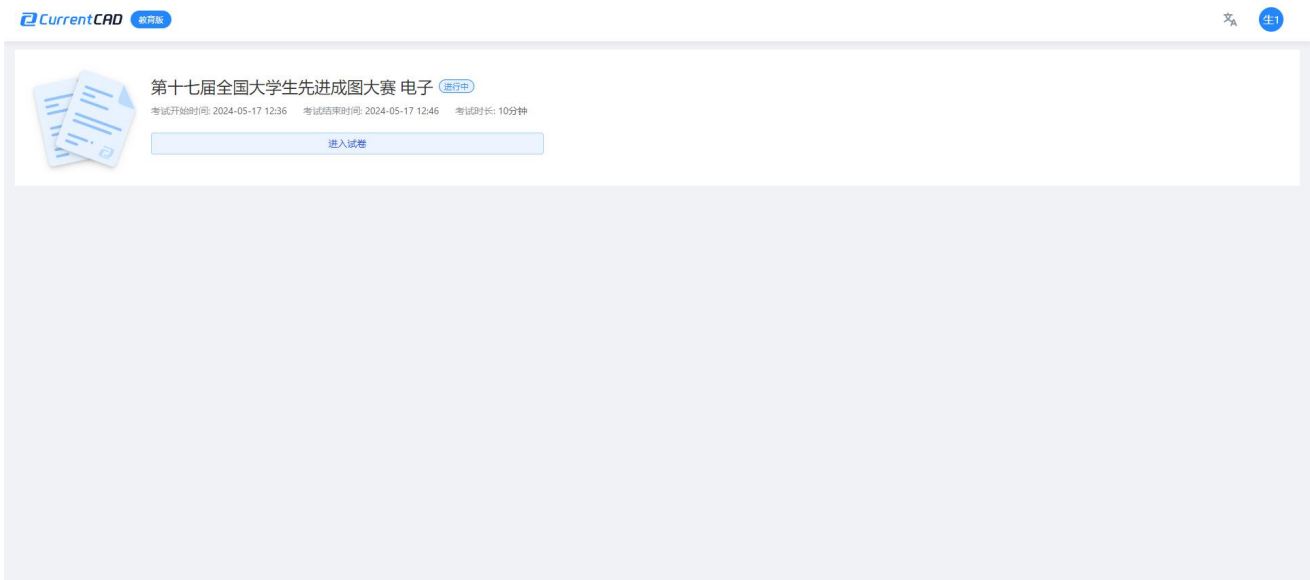 CurrentCAD 教育版
生1
第十七届全国大学生先进成图大赛 电子 进行中
考试开始时间: 2024-05-17 12:36 考试结束时间: 2024-05-17 12:46 考试时长: 10分钟
进入试卷